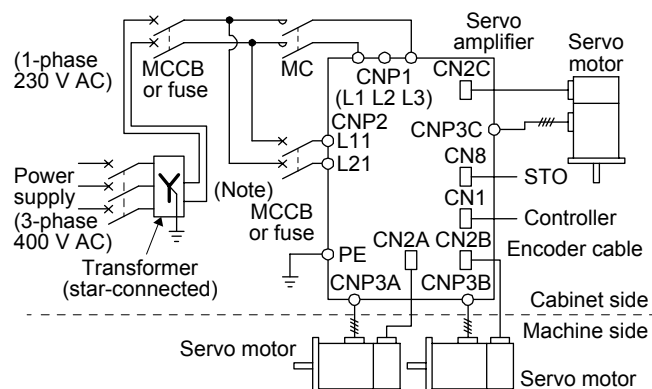 (1-phase
230 V AC)
MCCB
or fuse
MC
CNP1
(L1 L2 L3)
Servo
amplifier
CN2C
Servo
motor
CNP2
L11
L21
CNP3C
CN8
STO
CN1
Controller
Power
supply
(3-phase
400 V AC)
(Note)
MCCB
or fuse
Transformer
(star-connected)
PE
CN2A
CN2B
Encoder cable
CNP3A
CNP3B
Cabinet side
Machine side
Servo motor
Servo motor